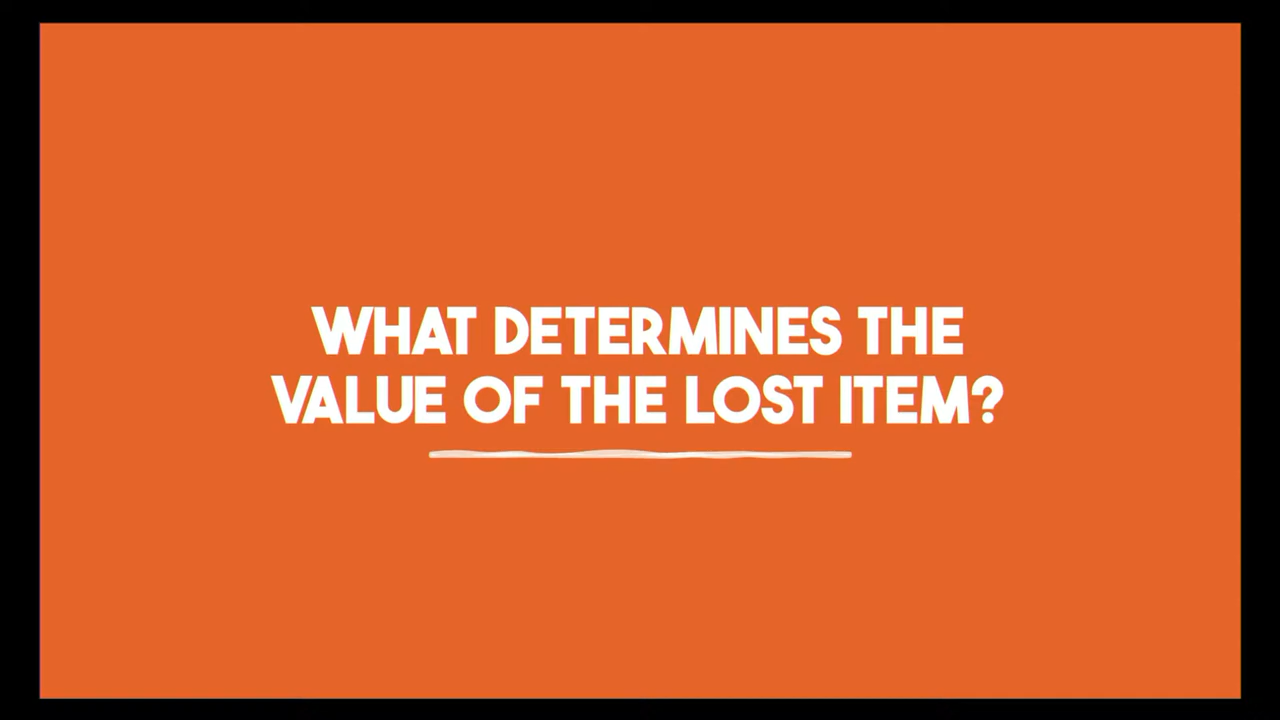 WHAT DETERMINES THE
VALUE OF THE LOST ITEM?